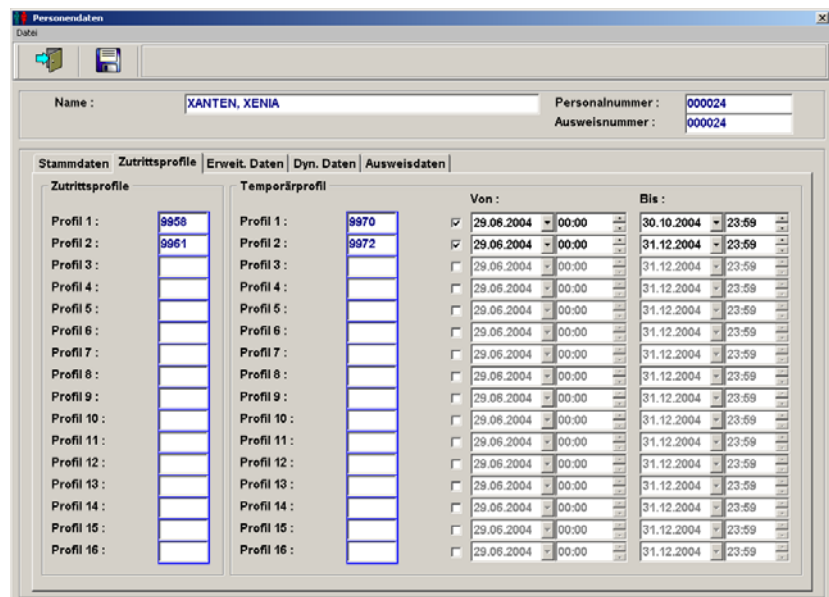 Personendaten
Datei
Name : XANTEN, XENIA Personalnummer : 000024
Ausweisnummer : 000024
Stammdaten Zutrittsprofile Erweit. Daten Dyn. Daten Ausweisdaten
Zutrittsprofile Temporärprofil Von : Bis :
Profil 1 : 9958 Profil 1 : 9970 29.06.2004 00:00 30.10.2004 23:59
Profil 2 : 9961 Profil 2 : 9972 29.06.2004 00:00 31.12.2004 23:59
Profil 3 : Profil 3 : 29.06.2004 00:00 31.12.2004 23:59
Profil 4 : Profil 4 : 29.06.2004 00:00 31.12.2004 23:59
Profil 5 : Profil 5 : 29.06.2004 00:00 31.12.2004 23:59
Profil 6 : Profil 6 : 29.06.2004 00:00 31.12.2004 23:59
Profil 7 : Profil 7 : 29.06.2004 00:00 31.12.2004 23:59
Profil 8 : Profil 8 : 29.06.2004 00:00 31.12.2004 23:59
Profil 9 : Profil 9 : 29.06.2004 00:00 31.12.2004 23:59
Profil 10 : Profil 10 : 29.06.2004 00:00 31.12.2004 23:59
Profil 11 : Profil 11 : 29.06.2004 00:00 31.12.2004 23:59
Profil 12 : Profil 12 : 29.06.2004 00:00 31.12.2004 23:59
Profil 13 : Profil 13 : 29.06.2004 00:00 31.12.2004 23:59
Profil 14 : Profil 14 : 29.06.2004 00:00 31.12.2004 23:59
Profil 15 : Profil 15 : 29.06.2004 00:00 31.12.2004 23:59
Profil 16 : Profil 16 : 29.06.2004 00:00 31.12.2004 23:59